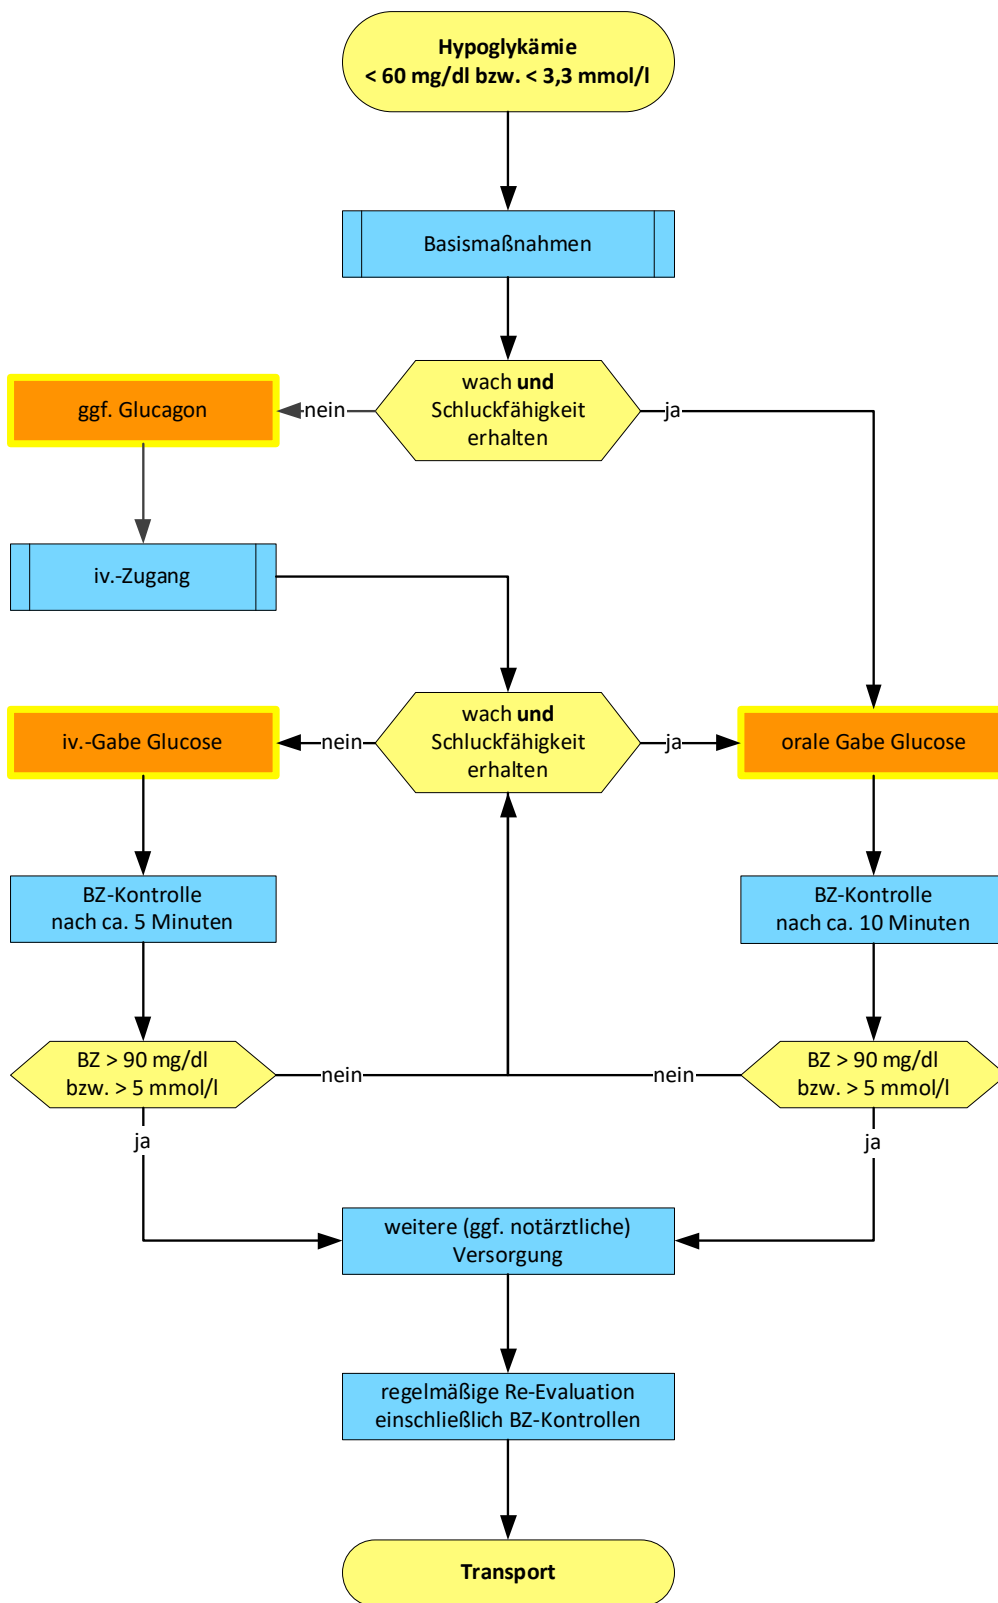 Hypoglykämie
< 60 mg/dl bzw. < 3,3 mmol/l
Basismaßnahmen
wach und
Schluckfähigkeit
erhalten
nein
ja
ggf. Glucagon
iv.-Zugang
wach und
Schluckfähigkeit
erhalten
nein
ja
iv.-Gabe Glucose
orale Gabe Glucose
BZ-Kontrolle
nach ca. 5 Minuten
BZ-Kontrolle
nach ca. 10 Minuten
BZ > 90 mg/dl
bzw. > 5 mmol/l
nein
nein
BZ > 90 mg/dl
bzw. > 5 mmol/l
ja
ja
weitere (ggf. notärztliche)
Versorgung
regelmäßige Re-Evaluation
einschließlich BZ-Kontrollen
Transport